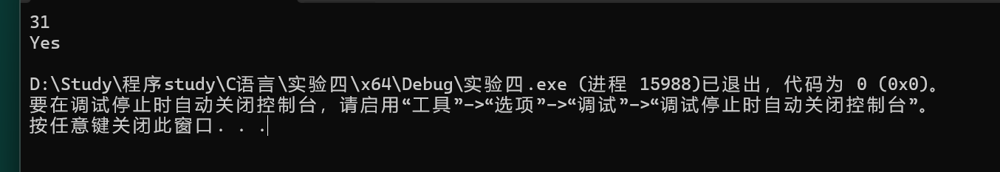 31
Yes
D:\Study\程序study\C语言\实验四\x64\Debug\实验四.exe (进程 15988)已退出，代码为 0 (0x0)。
要在调试停止时自动关闭控制台，请启用“工具”->“选项”->“调试”->“调试停止时自动关闭控制台”。
按任意键关闭此窗口. . .